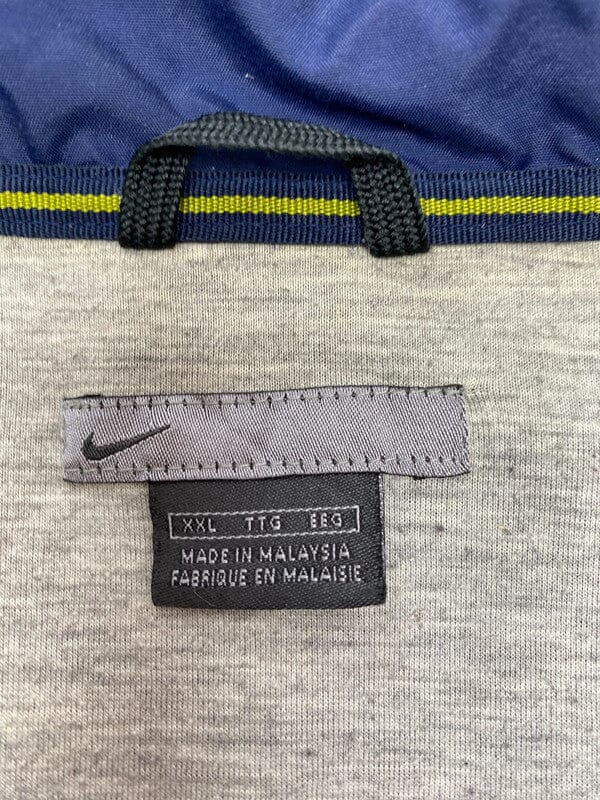 XXL TTG EEG
MADE IN MALAYSIA
FABRIQUE EN MALAISIE